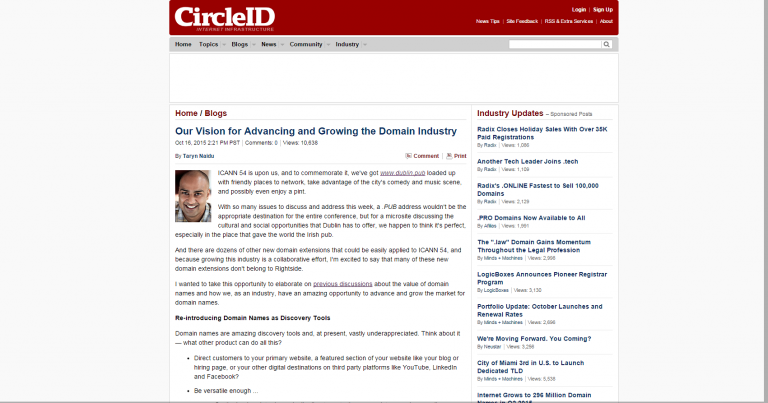 CircleID
INTERNET INFRASTRUCTURE
Login | Sign Up
News Tips | Site Feedback | RSS & Extra Services | About
Home Topics Blogs News Community Industry
Home / Blogs
Our Vision for Advancing and Growing the Domain Industry
Oct 16, 2015 2:21 PM PST | Comments: 0 | Views: 10,638
By Taryn Naidu
Comment | Print
ICANN 54 is upon us, and to commemorate it, we've got www.dublin.pub loaded up
with friendly places to network, take advantage of the city's comedy and music scene,
and possibly even enjoy a pint.
With so many issues to discuss and address this week, a .PUB address wouldn't be the
appropriate destination for the entire conference, but for a microsite discussing the
cultural and social opportunities that Dublin has to offer, we happen to think it's perfect,
especially in the place that gave the world the Irish pub.
And there are dozens of other new domain extensions that could be easily applied to ICANN 54, and
because growing this industry is a collaborative effort, I'm excited to say that many of these new
domain extensions don't belong to Rightside.
I wanted to take this opportunity to elaborate on previous discussions about the value of domain
names and how we, as an industry, have an amazing opportunity to advance and grow the market for
domain names.
Re-introducing Domain Names as Discovery Tools
Domain names are amazing discovery tools and, at present, vastly underappreciated. Think about it
— what other product can do all this?
• Direct customers to your primary website, a featured section of your website like your blog or
hiring page, or your other digital destinations on third party platforms like YouTube, LinkedIn
and Facebook?
• Be versatile enough ...
Industry Updates – Sponsored Posts
Radix Closes Holiday Sales With Over 35K
Paid Registrations
By Radix | Views: 1,086
Another Tech Leader Joins .tech
By Radix | Views: 1,109
Radix's .ONLINE Fastest to Sell 100,000
Domains
By Radix | Views: 2,129
.PRO Domains Now Available to All
By Afilias | Views: 1,991
The ".law" Domain Gains Momentum
Throughout the Legal Profession
By Minds + Machines | Views: 2,998
LogicBoxes Announces Pioneer Registrar
Program
By LogicBoxes | Views: 3,130
Portfolio Update: October Launches and
Renewal Rates
By Minds + Machines | Views: 2,696
We're Moving Forward. You Coming?
By Neustar | Views: 3,256
City of Miami 3rd in U.S. to Launch
Dedicated TLD
By Minds + Machines | Views: 5,538
Internet Grows to 296 Million Domain